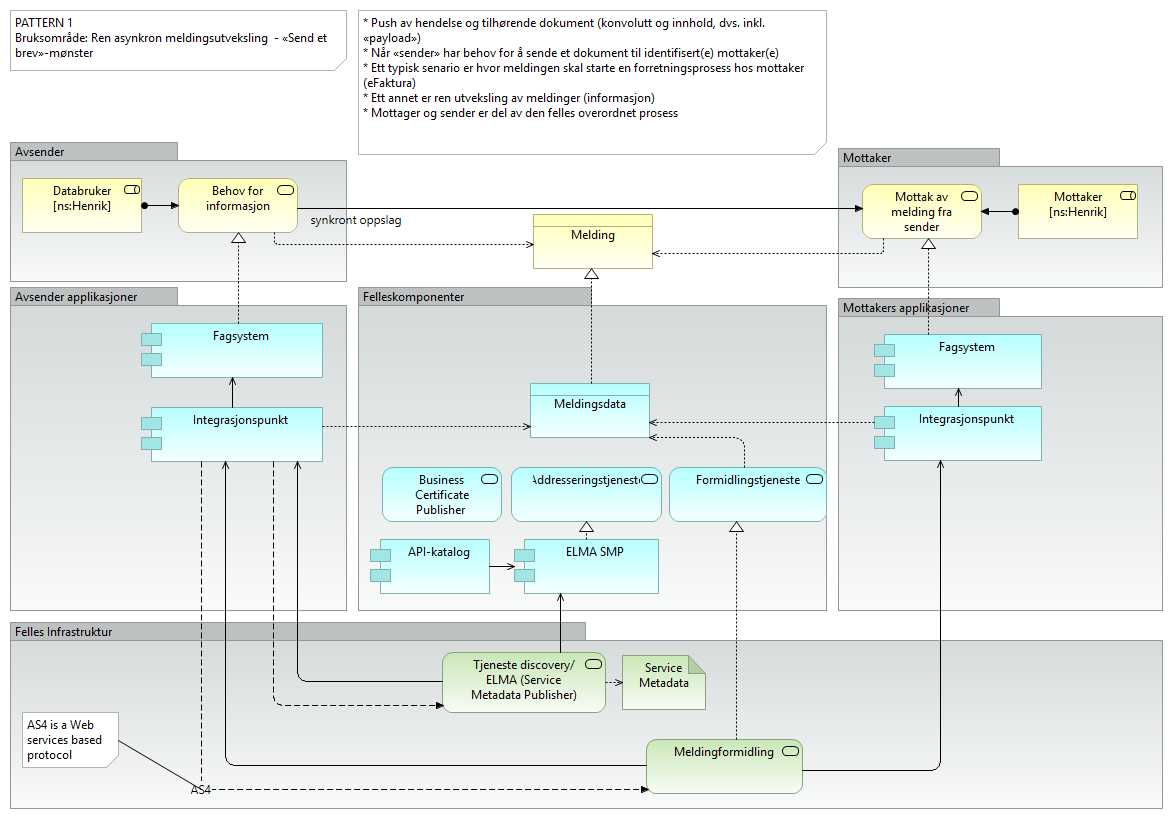 PATTERN 1
Bruksområde: Ren asynkron meldingsutveksling - «Send et
brev»-mønster
* Push av hendelse og tilhørende dokument (konvolutt og innhold, dvs. inkl.
«payload»)
* Når «sender» har behov for å sende et dokument til identifisert(e) mottaker(e)
* Ett typisk senario er hvor meldingen skal starte en forretningsprosess hos mottaker
(eFaktura)
* Ett annet er ren utveksling av meldinger (informasjon)
* Mottager og sender er del av den felles overordnet prosess
Avsender
Databruker
[ns:Henrik]
Behov for
informasjon
synkront oppslag
Melding
Mottaker
Mottak av
melding fra
sender
Mottaker
[ns:Henrik]
Avsender applikasjoner
Fagsystem
Integrasjonspunkt
Felleskomponenter
Meldingsdata
Business
Certificate
Publisher
Addresseringstjeneste
Formidlingstjeneste
API-katalog
ELMA SMP
Mottakers applikasjoner
Fagsystem
Integrasjonspunkt
Felles Infrastruktur
Tjeneste discovery/
ELMA (Service
Metadata Publisher)
Service
Metadata
AS4 is a Web
services based
protocol
Meldingformidling
AS4